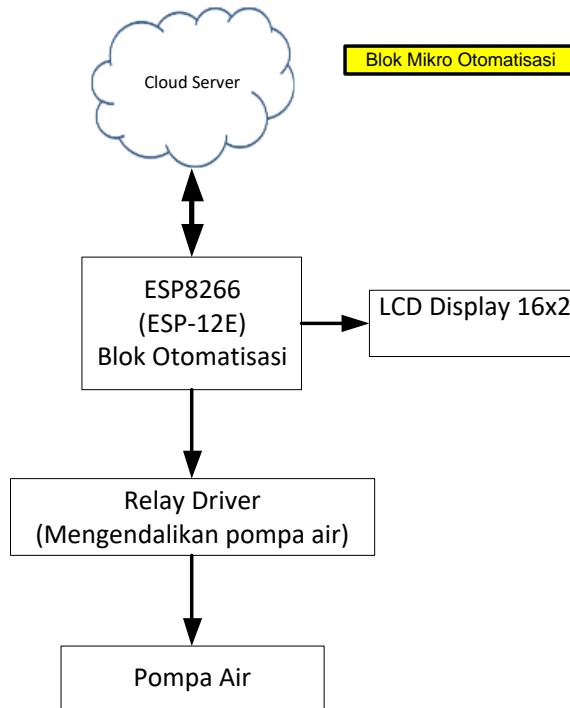 Cloud Server
Blok Mikro Otomatisasi
ESP8266
(ESP-12E)
Blok Otomatisasi
LCD Display 16x2
Relay Driver
(Mengendalikan pompa air)
Pompa Air